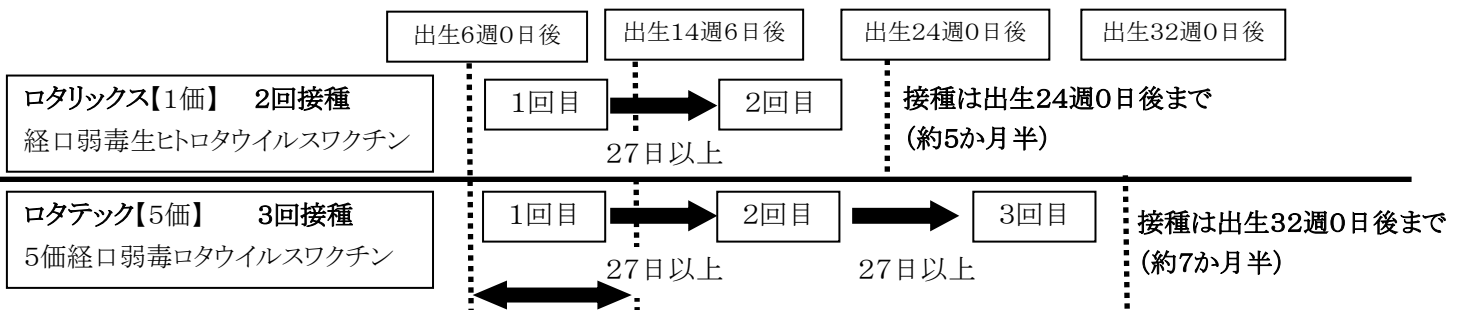 出生6週0日後
出生14週6日後
出生24週0日後
出生32週0日後
ロタリックス【1価】 2回接種
経口弱毒生ヒトロタウイルスワクチン
1回目
2回目
27日以上
接種は出生24週0日後まで
(約5か月半)
ロタテック【5価】 3回接種
5価経口弱毒ロタウイルスワクチン
1回目
2回目
3回目
27日以上
27日以上
接種は出生32週0日後まで
(約7か月半)